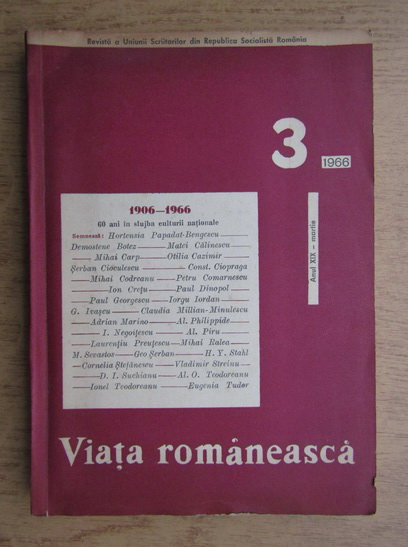 Revistă a Uniunii Scriitorilor din Republica Socialistă România
3
1966
Anul XIX – martie
1906—1966
60 ani în slujba culturii naționale
Semnează: Hortensia Papadat-Bengescu
Demostene Botez — Matei Călinescu
Mihai Carp — Otilia Cazimir
Șerban Cioculescu — Const. Ciopraga
Mihai Codreanu — Petru Comarnescu
Ion Crețu — Paul Dinopol
Paul Georgescu — Iorgu Iordan
G. Ivașcu — Claudia Millian-Minulescu
Adrian Marino — Al. Philippide
I. Negoițescu — Al. Piru
Laurențiu Preuțescu — Mihai Ralea
M. Sevastos — Geo Șerban — H. Y. Stahl
Cornelia Ștefănescu — Vladimir Streinu
D. I. Suchianu — Al. O. Teodoreanu
Ionel Teodoreanu — Eugenia Tudor
Viața românească